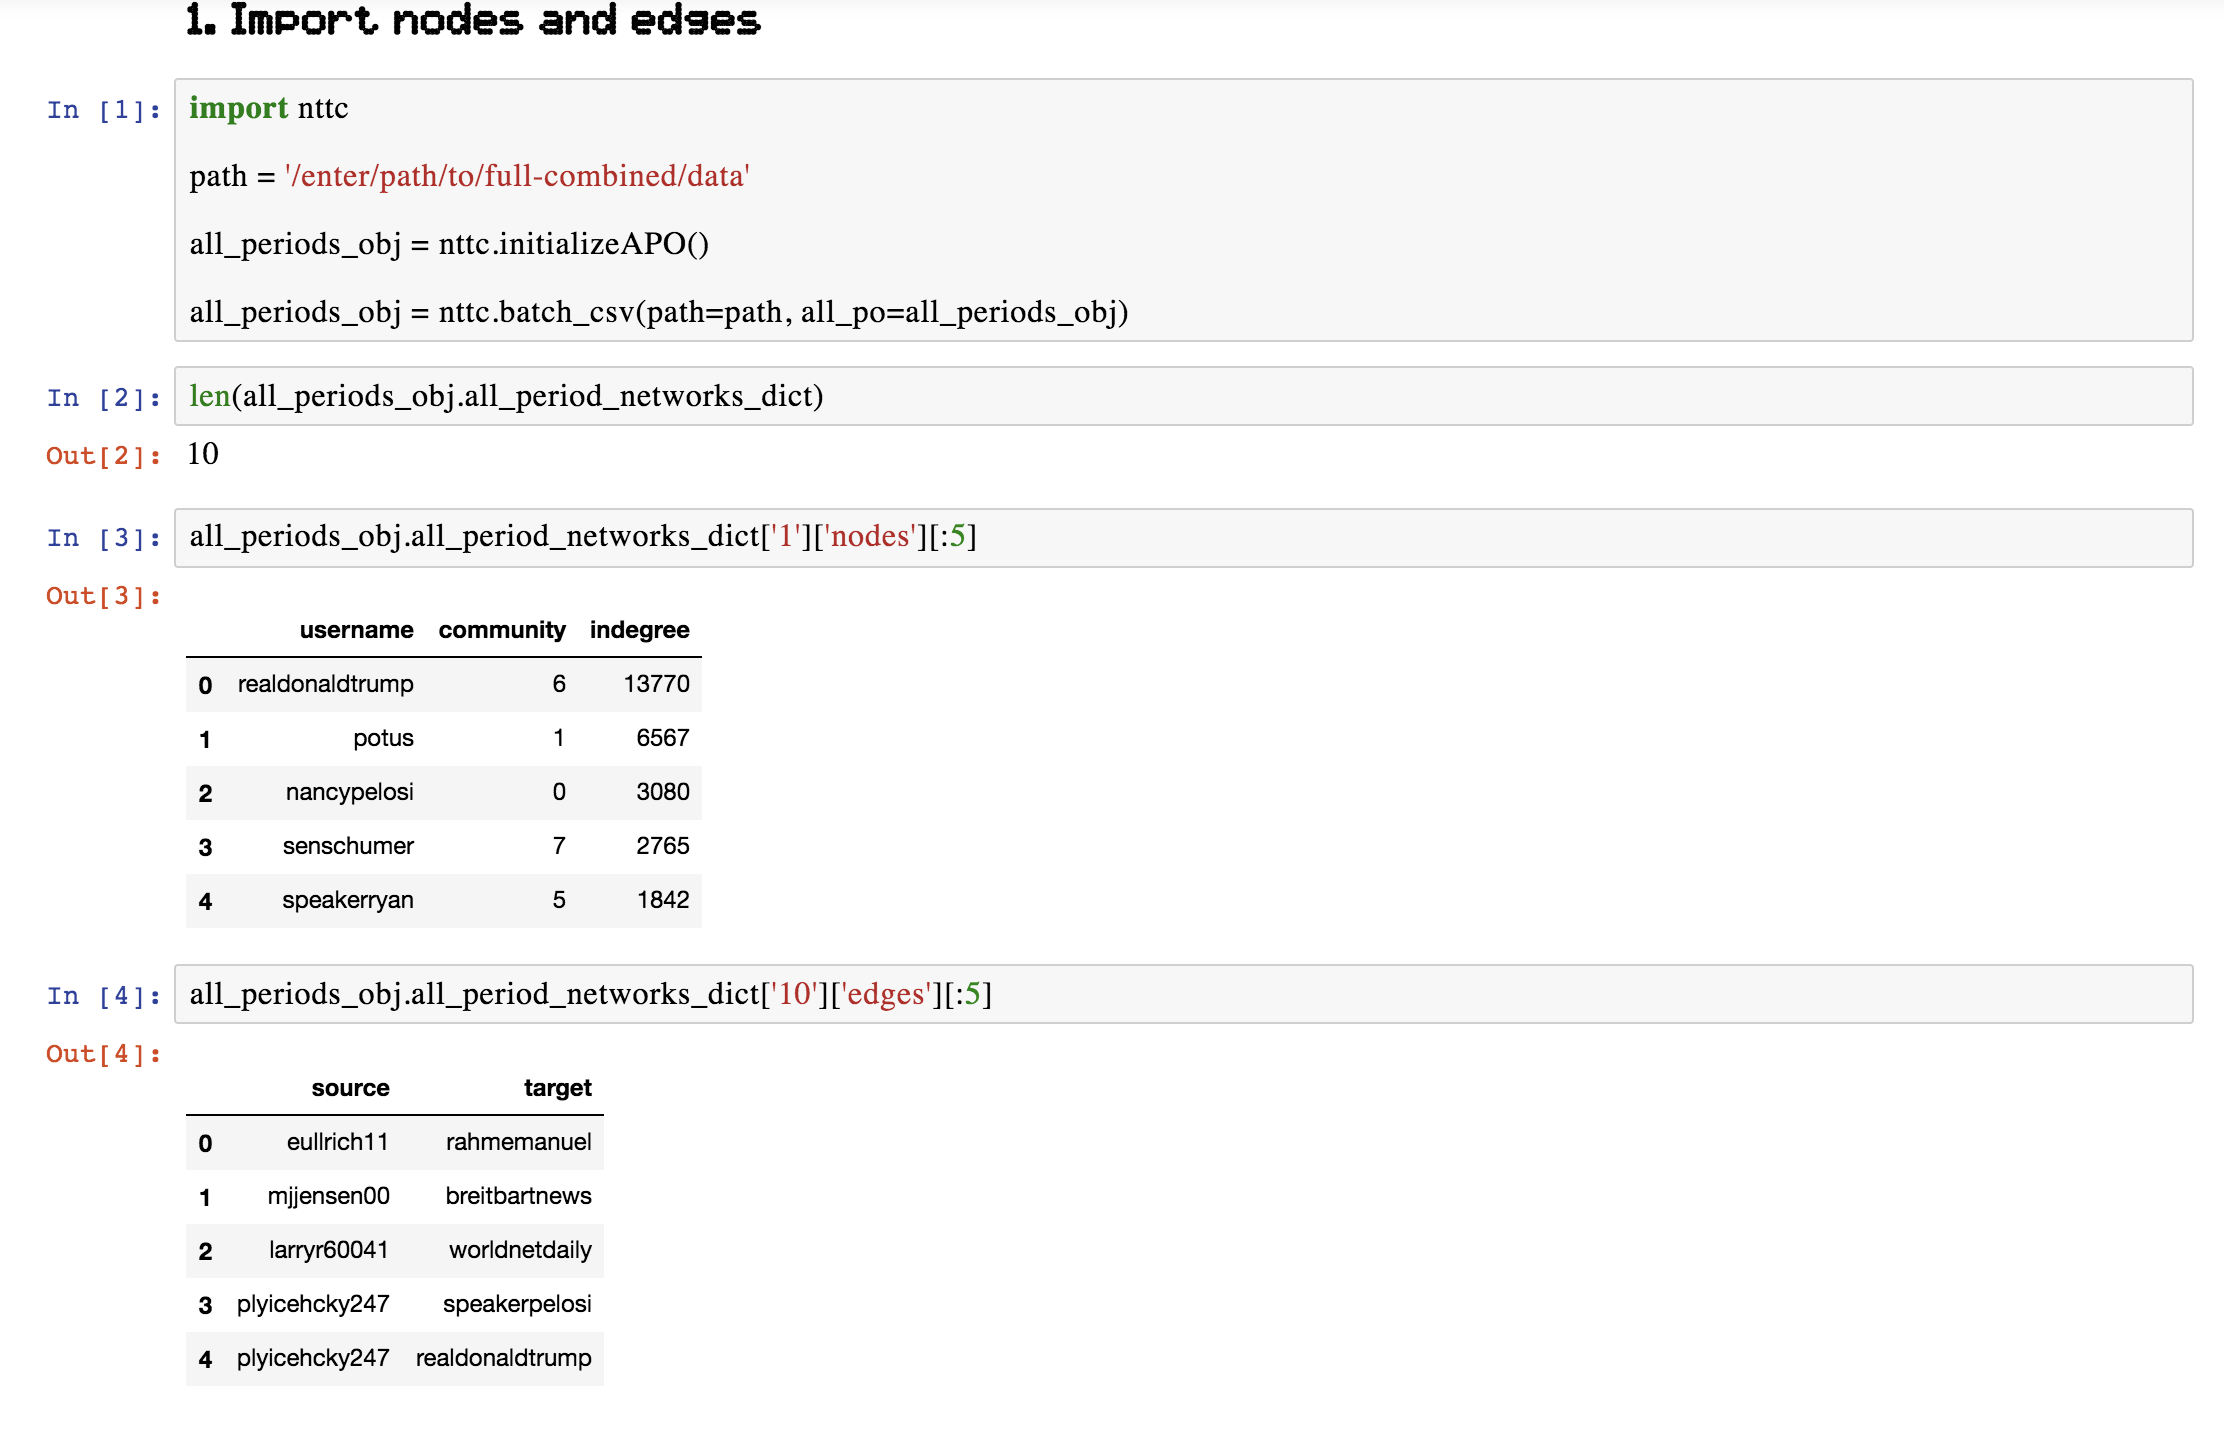 1. Import nodes and edges
In [1]:
import nttc
path = '/enter/path/to/full-combined/data'
all_periods_obj = nttc.initializeAPO()
all_periods_obj = nttc.batch_csv(path=path, all_po=all_periods_obj)
In [2]:
len(all_periods_obj.all_period_networks_dict)
Out[2]:
10
In [3]:
all_periods_obj.all_period_networks_dict['1']['nodes'][:5]
Out[3]:
username community indegree
0 realdonaldtrump 6 13770
1 potus 1 6567
2 nancypelosi 0 3080
3 senschumer 7 2765
4 speakerryan 5 1842
In [4]:
all_periods_obj.all_period_networks_dict['10']['edges'][:5]
Out[4]:
source target
0 eullrich11 rahmemanuel
1 mjjensen00 breitbartnews
2 larryr60041 worldnetdaily
3 plyicehcky247 speakerpelosi
4 plyicehcky247 realdonaldtrump